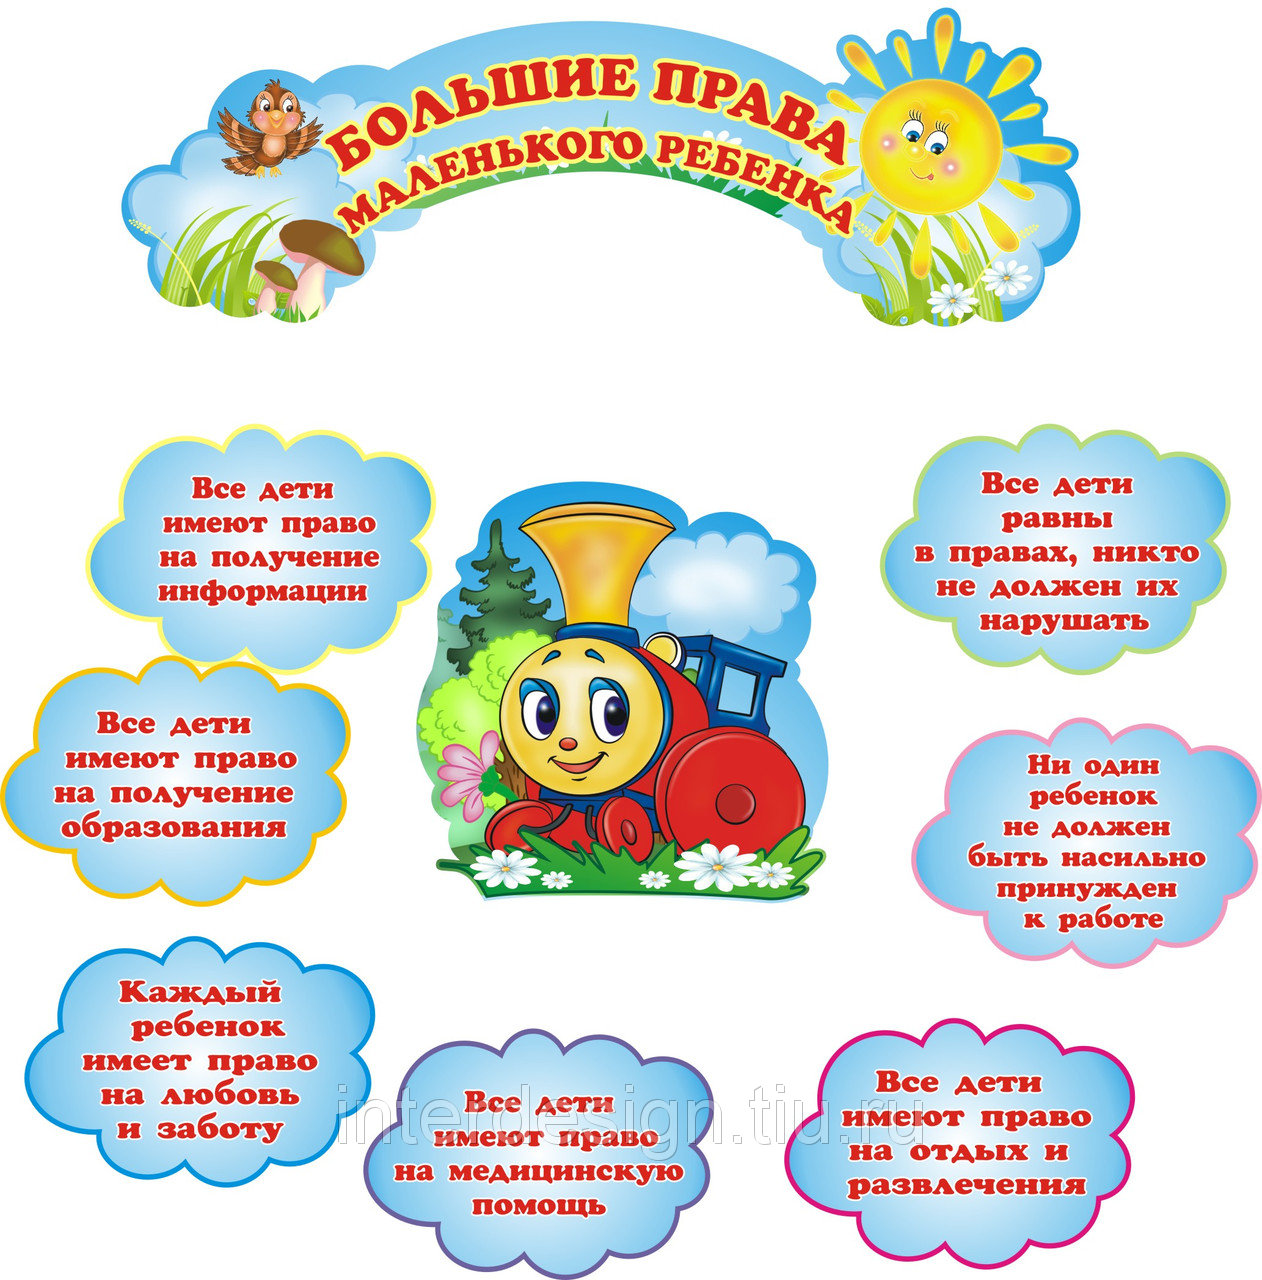 БОЛЬШИЕ ПРАВА
МАЛЕНЬКОГО РЕБЕНКА
Все дети
имеют право
на получение
информации
Все дети
равны
в правах, никто
не должен их
нарушать
Все дети
имеют право
на получение
образования
Ни один
ребенок
не должен
быть насильно
принужден
к работе
Каждый
ребенок
имеет право
на любовь
и заботу
Все дети
имеют право
на медицинскую
помощь
Все дети
имеют право
на отдых и
развлечения
interdesign.tiu.ru